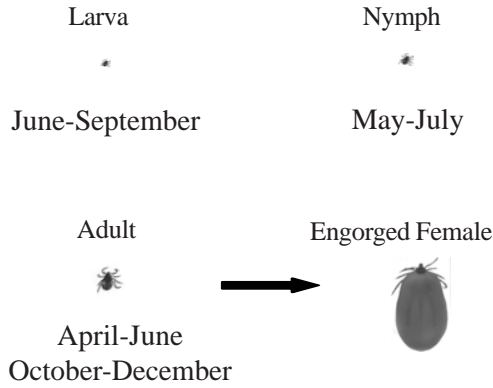 Larva
Nymph
June-September
May-July
Adult
Engorged Female
April-June
October-December